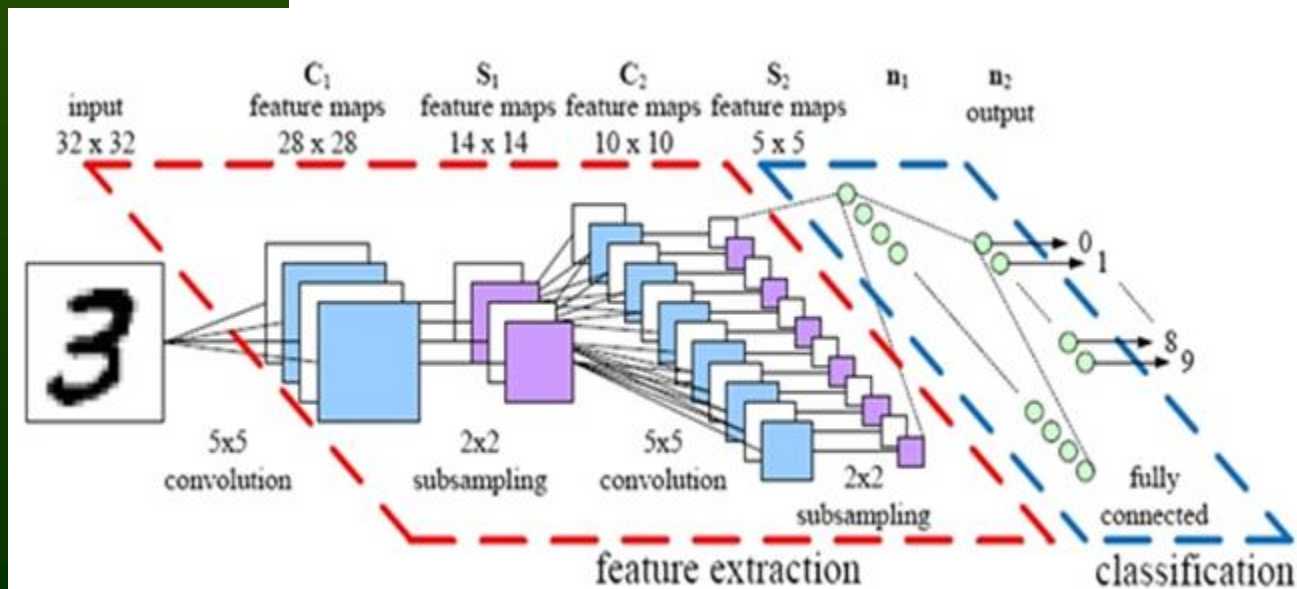 C₁
S₁
C₂
S₂
n₁
n₂
input
feature maps
feature maps
feature maps
feature maps
output
32 x 32
28 x 28
14 x 14
10 x 10
5 x 5
3
0
1
8
9
5x5
convolution
2x2
subsampling
5x5
convolution
2x2
subsampling
fully
connected
feature extraction
classification